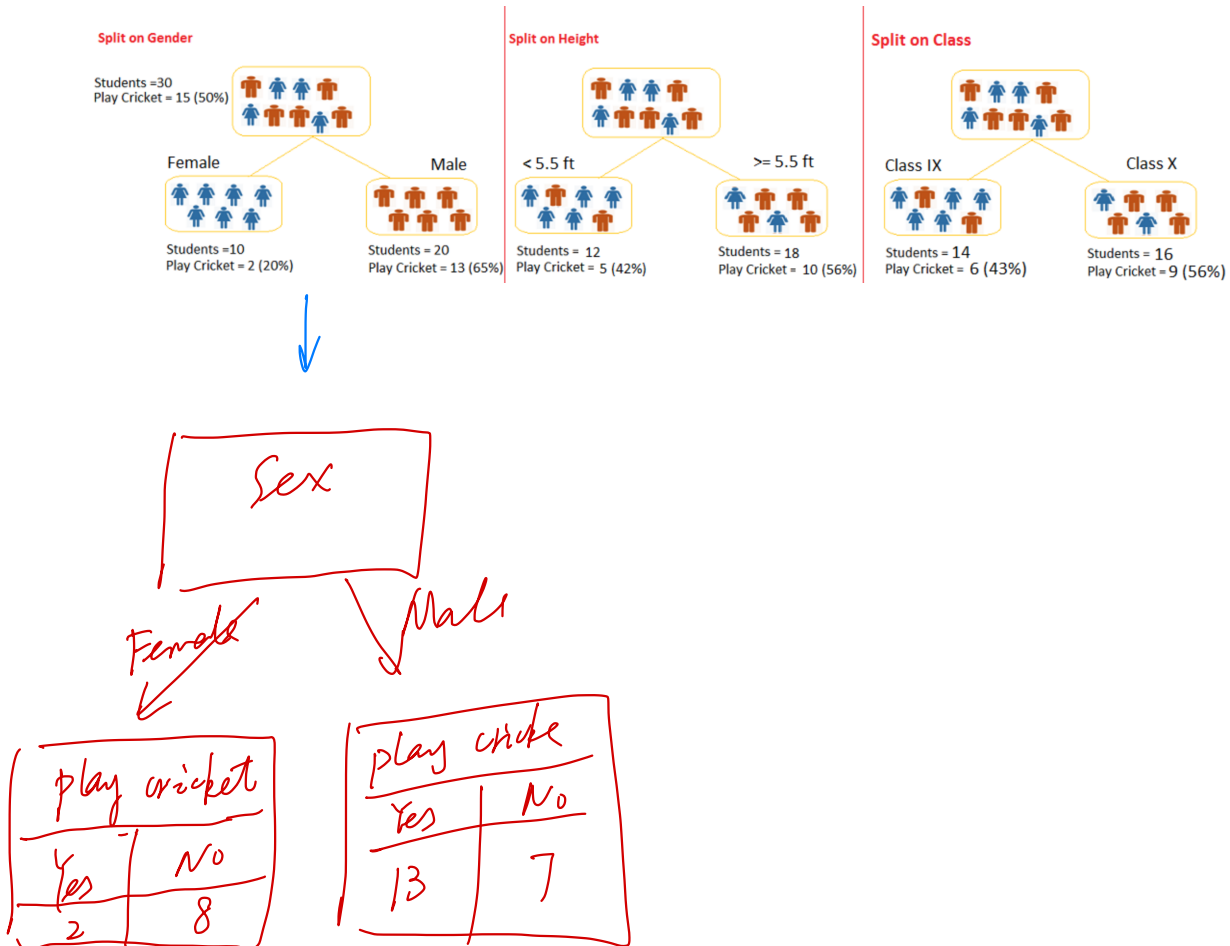 Split on Gender
Students =30
Play Cricket = 15 (50%)
Female
Male
Students =10
Play Cricket = 2 (20%)
Students = 20
Play Cricket = 13 (65%)
Split on Height
< 5.5 ft
>= 5.5 ft
Students = 12
Play Cricket = 5 (42%)
Students = 18
Play Cricket = 10 (56%)
Split on Class
Class IX
Class X
Students = 14
Play Cricket = 6 (43%)
Students = 16
Play Cricket = 9 (56%)
Sex
Female
Male
play cricket
Yes No
2 8
play cricke
Yes No
13 7